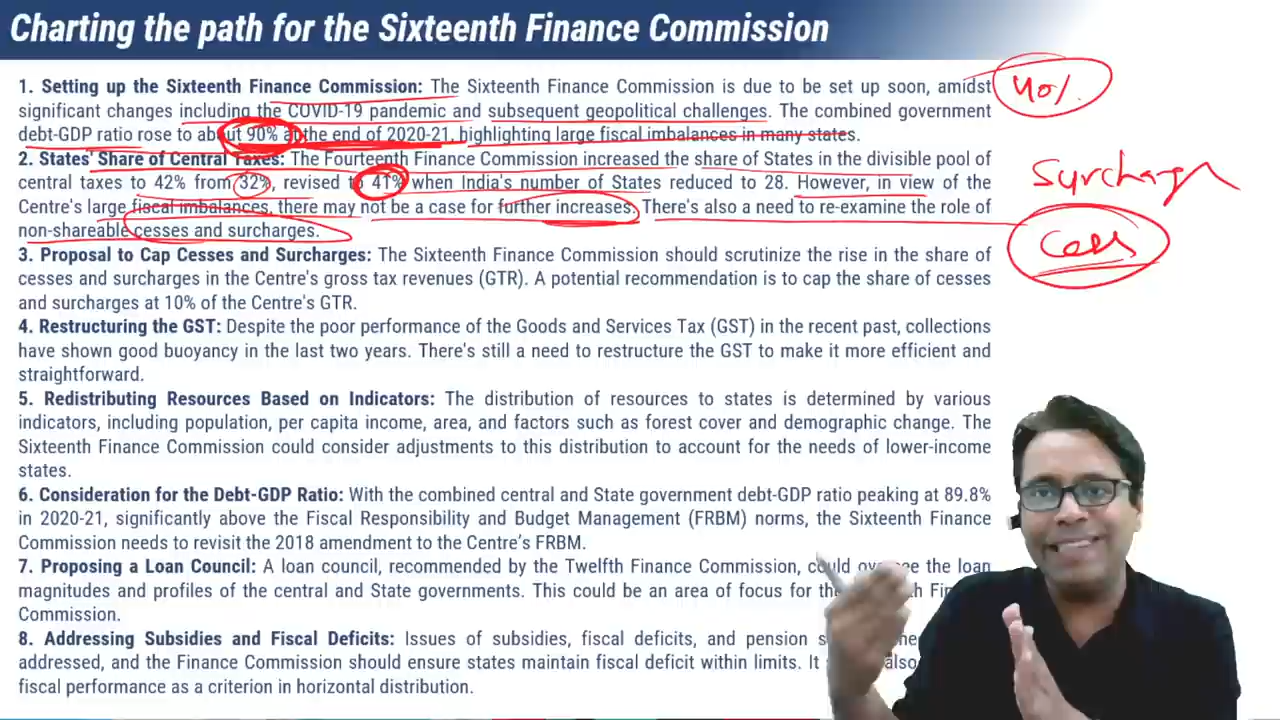 Charting the path for the Sixteenth Finance Commission
1. Setting up the Sixteenth Finance Commission: The Sixteenth Finance Commission is due to be set up soon, amidst
significant changes including the COVID-19 pandemic and subsequent geopolitical challenges. The combined government
debt-GDP ratio rose to about 90% at the end of 2020-21, highlighting large fiscal imbalances in many states.
2. States' Share of Central Taxes: The Fourteenth Finance Commission increased the share of States in the divisible pool of
central taxes to 42% from 32%, revised to 41% when India's number of States reduced to 28. However, in view of the
Centre's large fiscal imbalances, there may not be a case for further increases. There's also a need to re-examine the role of
non-shareable cesses and surcharges.
3. Proposal to Cap Cesses and Surcharges: The Sixteenth Finance Commission should scrutinize the rise in the share of
cesses and surcharges in the Centre's gross tax revenues (GTR). A potential recommendation is to cap the share of cesses
and surcharges at 10% of the Centre's GTR.
4. Restructuring the GST: Despite the poor performance of the Goods and Services Tax (GST) in the recent past, collections
have shown good buoyancy in the last two years. There's still a need to restructure the GST to make it more efficient and
straightforward.
5. Redistributing Resources Based on Indicators: The distribution of resources to states is determined by various
indicators, including population, per capita income, area, and factors such as forest cover and demographic change. The
Sixteenth Finance Commission could consider adjustments to this distribution to account for the needs of lower-income
states.
6. Consideration for the Debt-GDP Ratio: With the combined central and State government debt-GDP ratio peaking at 89.8%
in 2020-21, significantly above the Fiscal Responsibility and Budget Management (FRBM) norms, the Sixteenth Finance
Commission needs to revisit the 2018 amendment to the Centre's FRBM.
7. Proposing a Loan Council: A loan council, recommended by the Twelfth Finance Commission, could the loan
magnitudes and profiles of the central and State governments. This could be an area of focus for
Commission.
8. Addressing Subsidies and Fiscal Deficits: Issues of subsidies, fiscal deficits, and pension
addressed, and the Finance Commission should ensure states maintain fiscal deficit within limits. It also
fiscal performance as a criterion in horizontal distribution.
40%
Surcharge
Cess